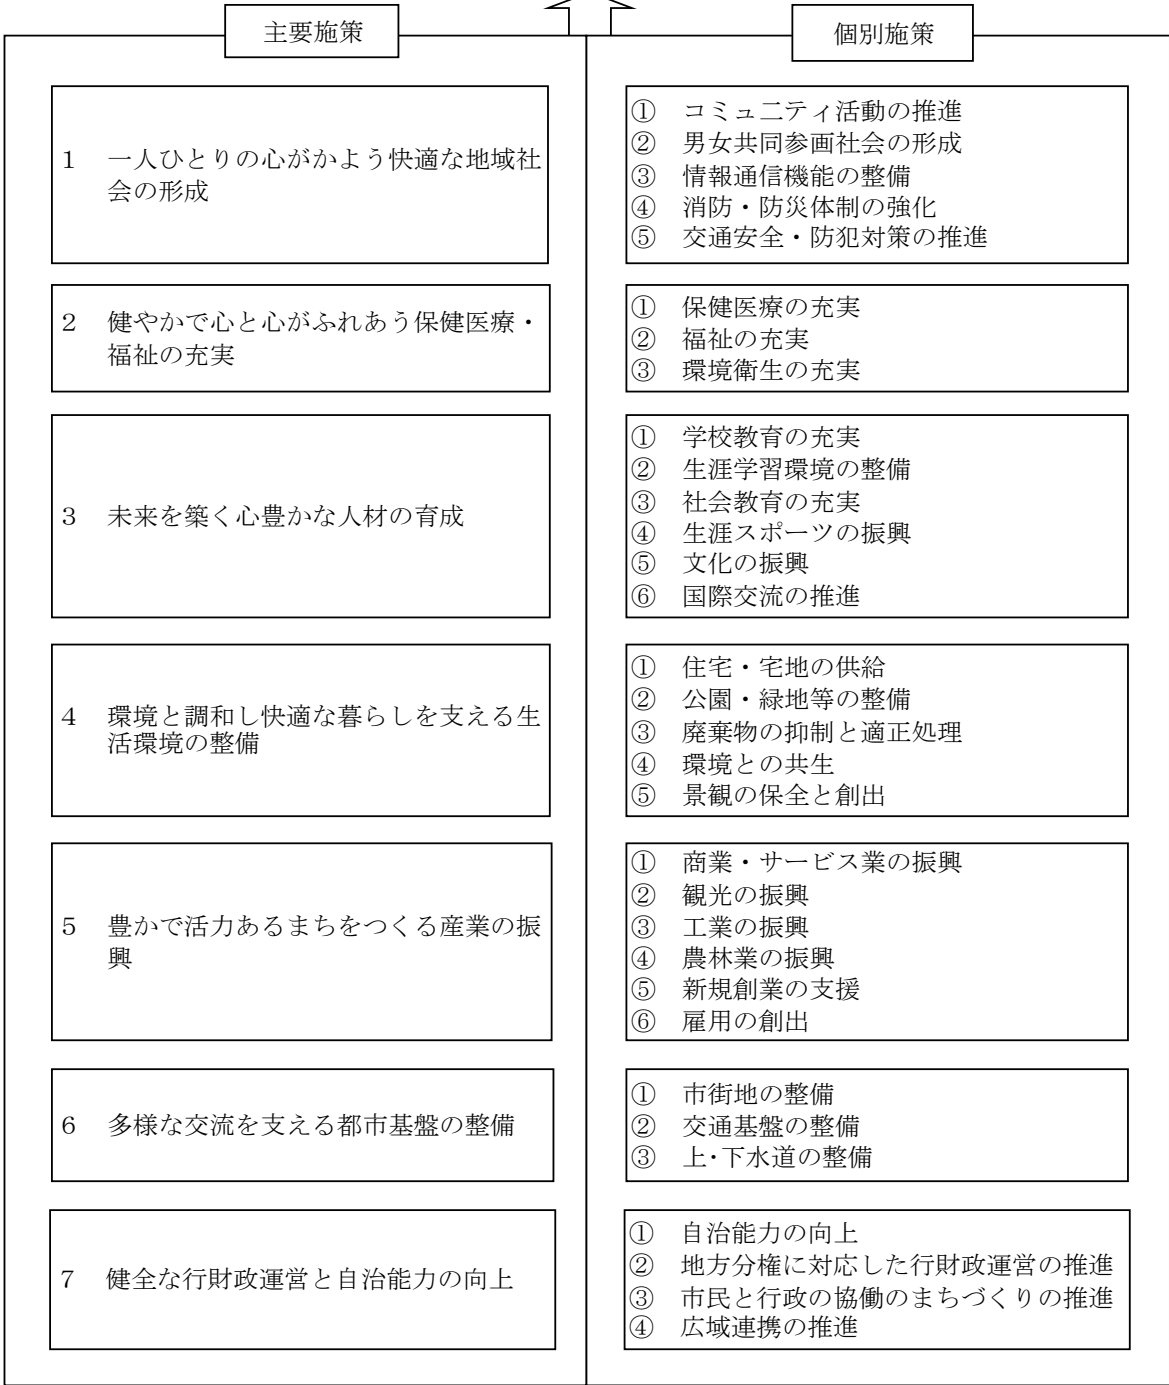 主要施策
個別施策
1 一人ひとりの心がかよう快適な地域社
会の形成
① コミュ二ティ活動の推進
② 男女共同参画社会の形成
③ 情報通信機能の整備
④ 消防・防災体制の強化
⑤ 交通安全・防犯対策の推進
2 健やかで心と心がふれあう保健医療・
福祉の充実
① 保健医療の充実
② 福祉の充実
③ 環境衛生の充実
3 未来を築く心豊かな人材の育成
① 学校教育の充実
② 生涯学習環境の整備
③ 社会教育の充実
④ 生涯スポーツの振興
⑤ 文化の振興
⑥ 国際交流の推進
4 環境と調和し快適な暮らしを支える生
活環境の整備
① 住宅・宅地の供給
② 公園・緑地等の整備
③ 廃棄物の抑制と適正処理
④ 環境との共生
⑤ 景観の保全と創出
5 豊かで活力あるまちをつくる産業の振
興
① 商業・サービス業の振興
② 観光の振興
③ 工業の振興
④ 農林業の振興
⑤ 新規創業の支援
⑥ 雇用の創出
6 多様な交流を支える都市基盤の整備
① 市街地の整備
② 交通基盤の整備
③ 上・下水道の整備
7 健全な行財政運営と自治能力の向上
① 自治能力の向上
② 地方分権に対応した行財政運営の推進
③ 市民と行政の協働のまちづくりの推進
④ 広域連携の推進